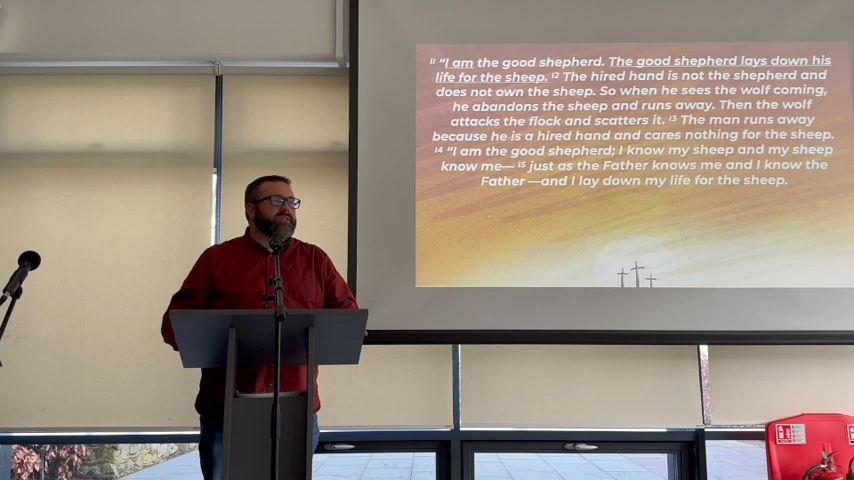 ¹¹ “I am the good shepherd. The good shepherd lays down his
life for the sheep. ¹² The hired hand is not the shepherd and
does not own the sheep. So when he sees the wolf coming,
he abandons the sheep and runs away. Then the wolf
attacks the flock and scatters it. ¹³ The man runs away
because he is a hired hand and cares nothing for the sheep.
¹⁴ “I am the good shepherd; I know my sheep and my sheep
know me— ¹⁵ just as the Father knows me and I know the
Father —and I lay down my life for the sheep.